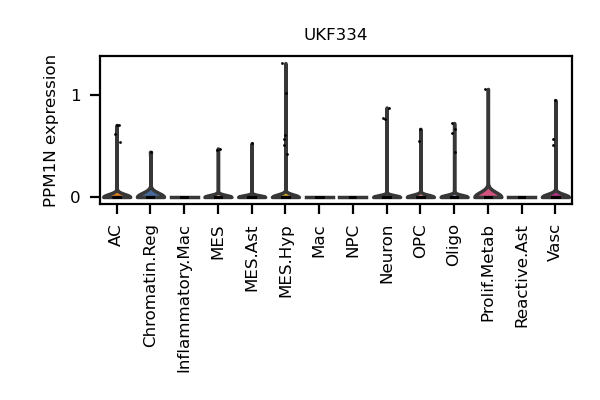 UKF334
PPM1N expression
1
0
AC
Chromatin.Reg
Inflammatory.Mac
MES
MES.Ast
MES.Hyp
Mac
NPC
Neuron
OPC
Oligo
Prolif.Metab
Reactive.Ast
Vasc